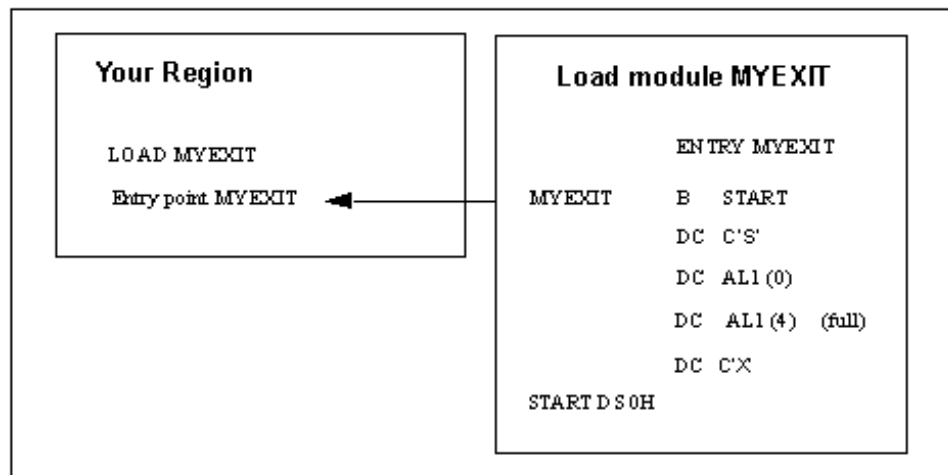 Your Region
LOAD MYEXIT
Entry point MYEXIT
Load module MYEXIT
ENTRY MYEXIT
MYEXIT B START
DC C'S'
DC AL1(0)
DC AL1(4) (full)
DC C'X'
START DS 0H